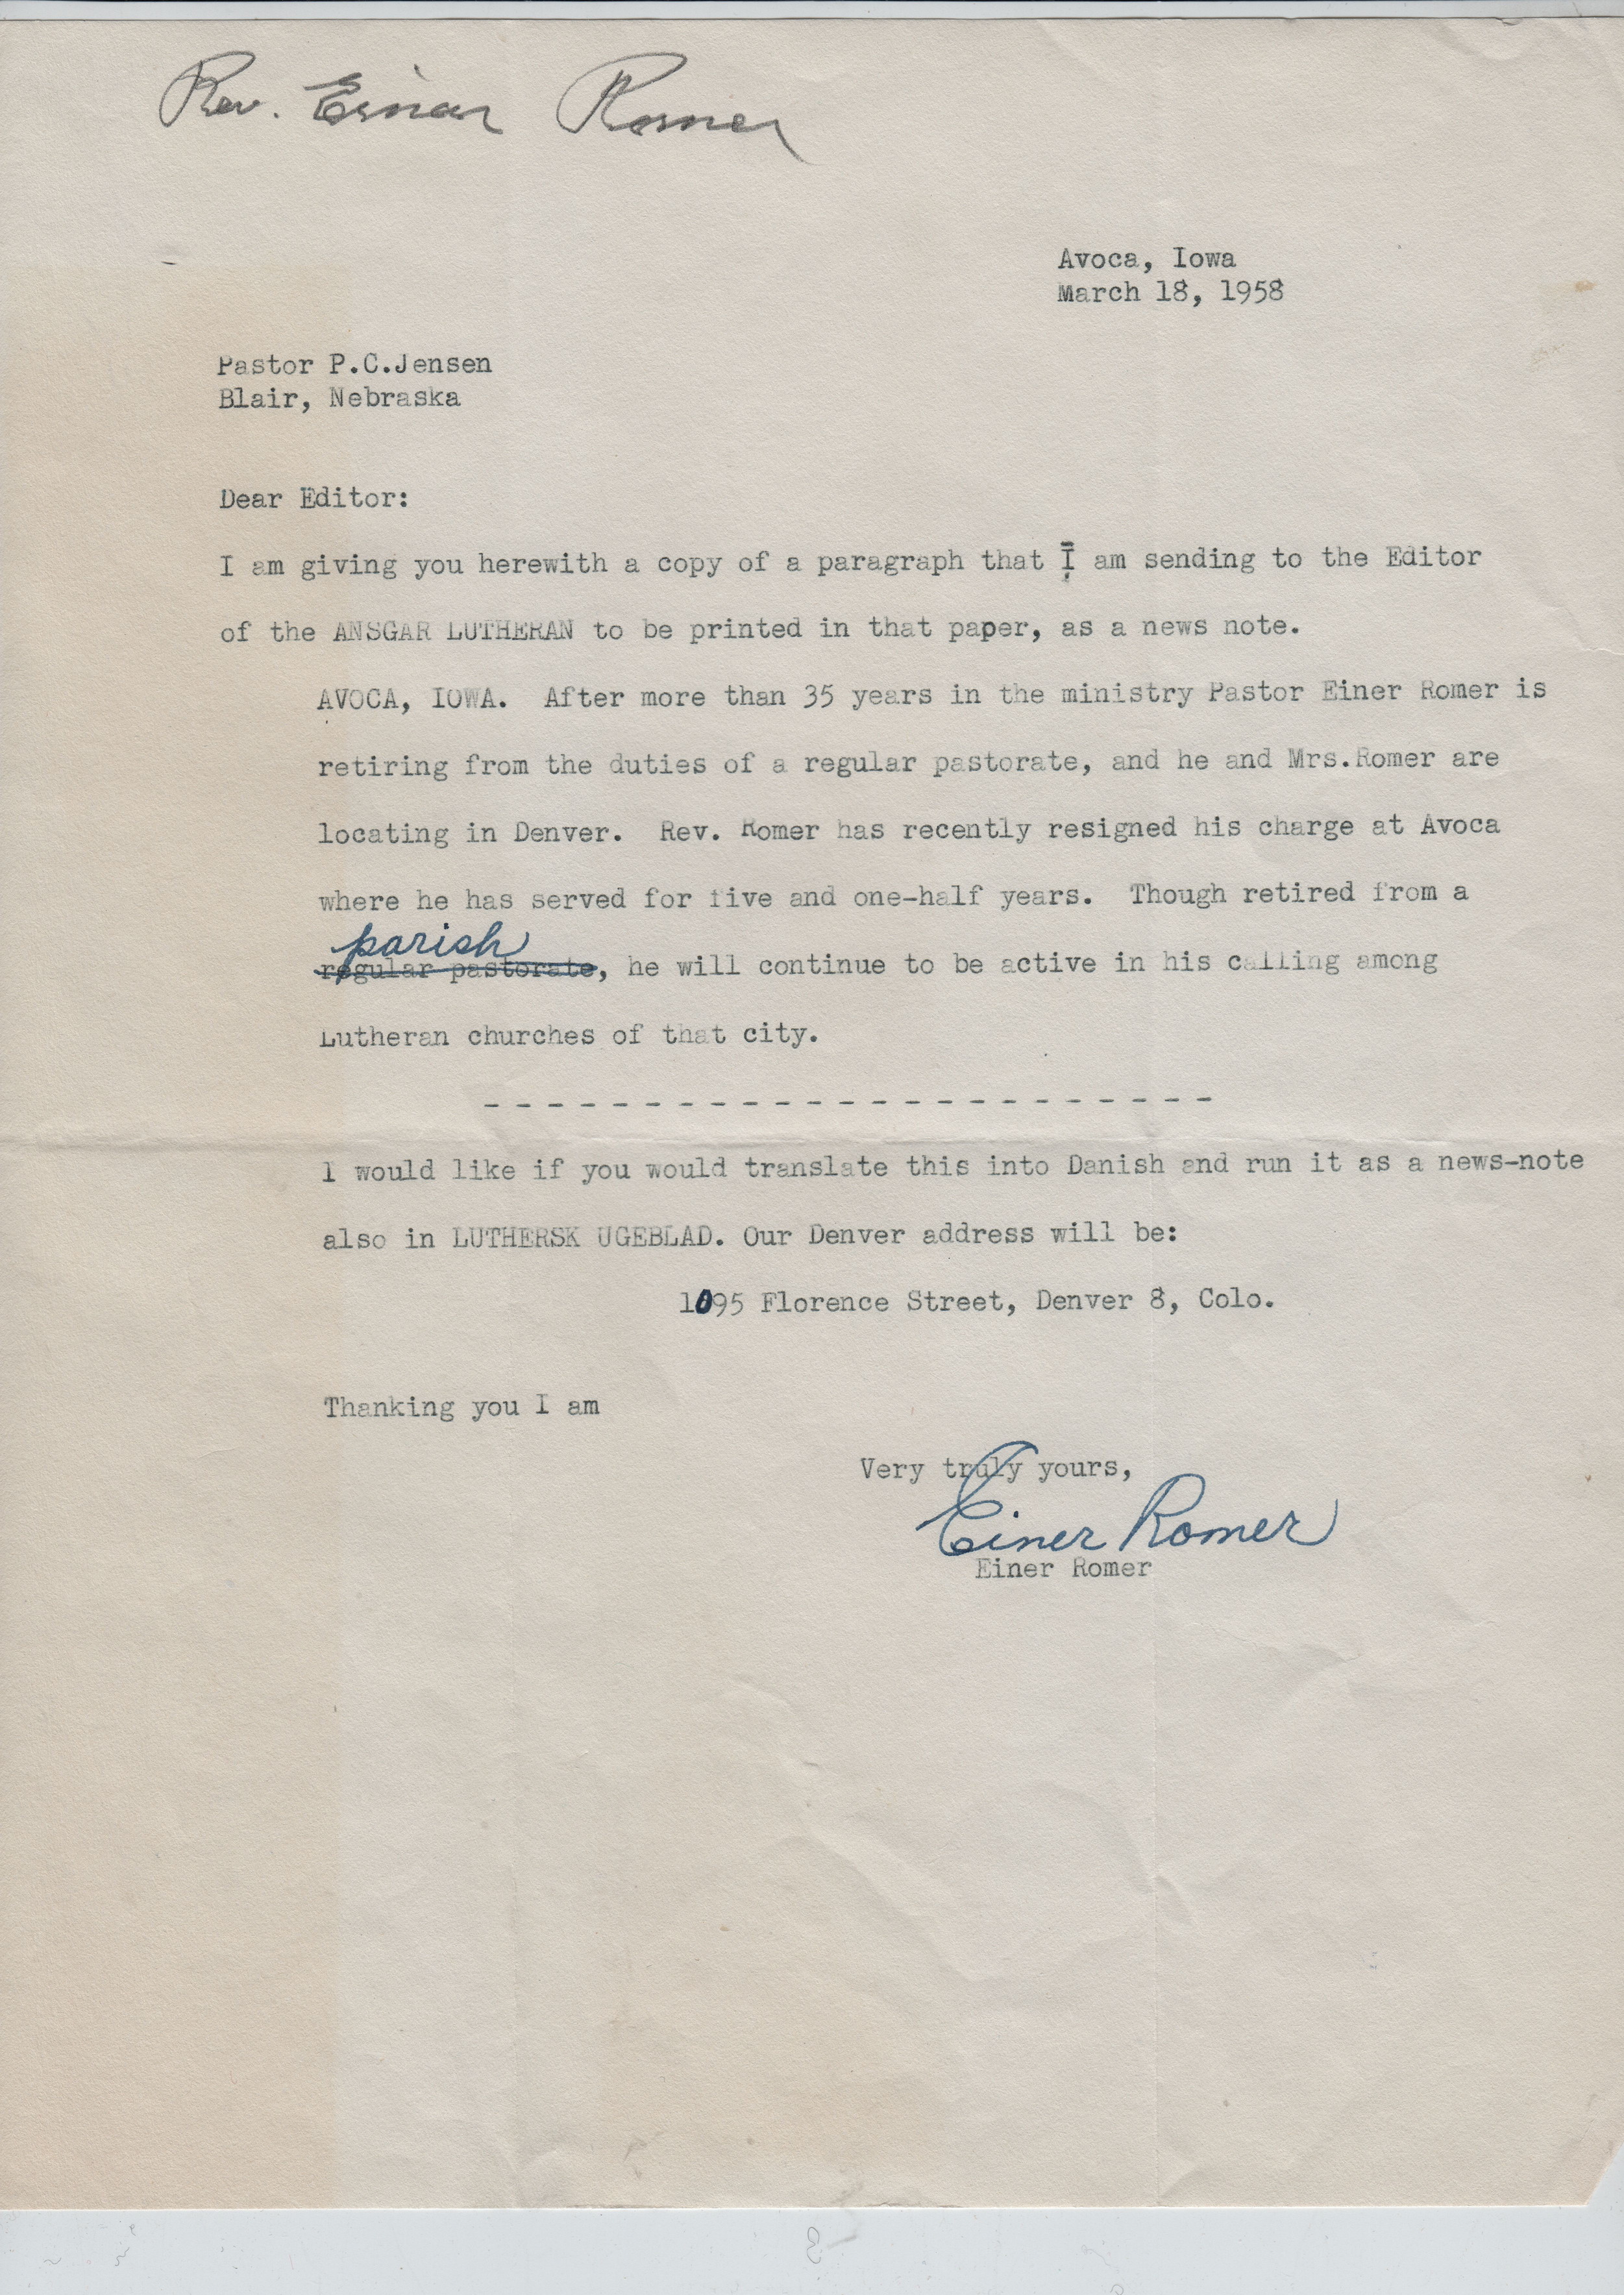 Rev. Einar Romer
Avoca, Iowa
March 18, 1958
Pastor P.C.Jensen
Blair, Nebraska
Dear Editor:
I am giving you herewith a copy of a paragraph that I am sending to the Editor
of the ANSGAR LUTHERAN to be printed in that paper, as a news note.
AVOCA, IOWA. After more than 35 years in the ministry Pastor Einer Romer is
retiring from the duties of a regular pastorate, and he and Mrs.Romer are
locating in Denver. Rev. Romer has recently resigned his charge at Avoca
where he has served for five and one-half years. Though retired from a
parish
regular pastorate, he will continue to be active in his calling among
Lutheran churches of that city.
- - - - - - - - - - - - - - - - - - - - - - -
I would like if you would translate this into Danish and run it as a news-note
also in LUTHERSK UGEBLAD. Our Denver address will be:
1095 Florence Street, Denver 8, Colo.
Thanking you I am
Very truly yours,
Einer Romer
Einer Romer